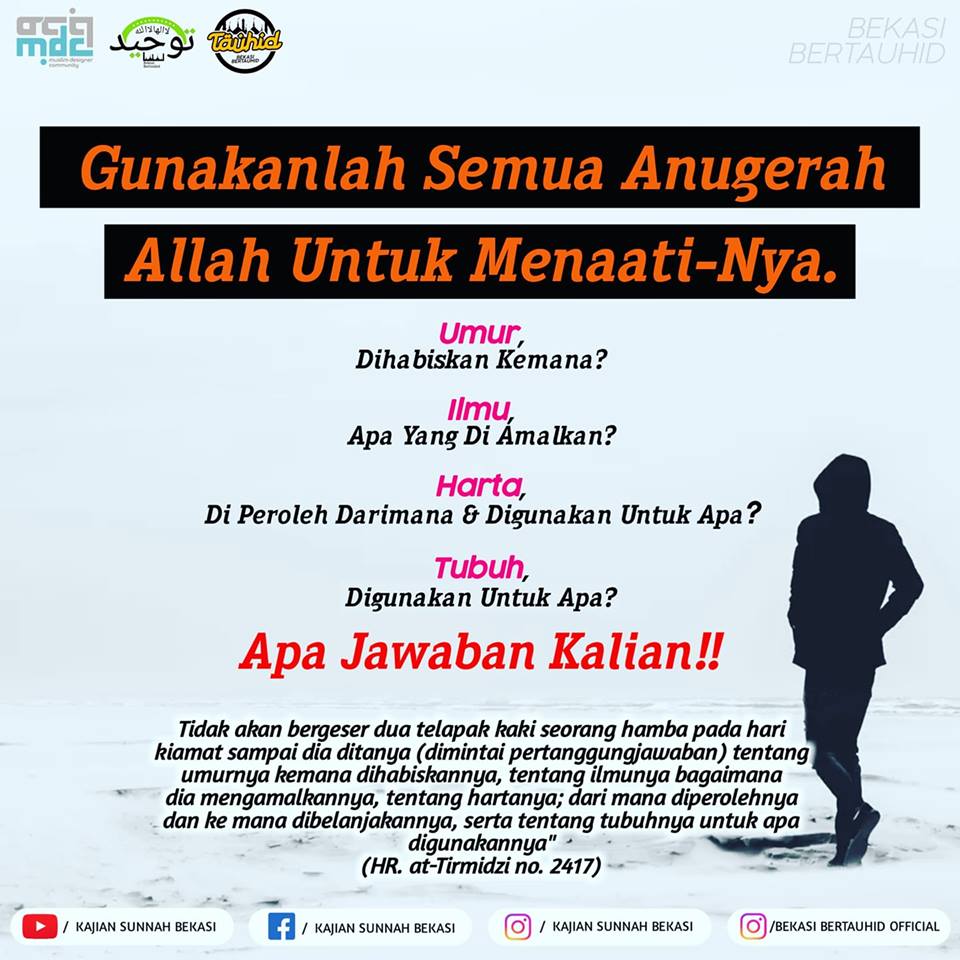 mdc
muslim designer
community
لا إله إلا الله
توحيد
Tauhid
BEKASI
BERTAUHID
BEKASI
BERTAUHID
Gunakanlah Semua Anugerah
Allah Untuk Menaati-Nya.
Umur,
Dihabiskan Kemana?
Ilmu,
Apa Yang Di Amalkan?
Harta,
Di Peroleh Darimana & Digunakan Untuk Apa?
Tubuh,
Digunakan Untuk Apa?
Apa Jawaban Kalian!!
Tidak akan bergeser dua telapak kaki seorang hamba pada hari
kiamat sampai dia ditanya (dimintai pertanggungjawaban) tentang
umurnya kemana dihabiskannya, tentang ilmunya bagaimana
dia mengamalkannya, tentang hartanya; dari mana diperolehnya
dan ke mana dibelanjakannya, serta tentang tubuhnya untuk apa
digunakannya"
(HR. at-Tirmidzi no. 2417)
/ KAJIAN SUNNAH BEKASI
/ KAJIAN SUNNAH BEKASI
/ KAJIAN SUNNAH BEKASI
/BEKASI BERTAUHID OFFICIAL